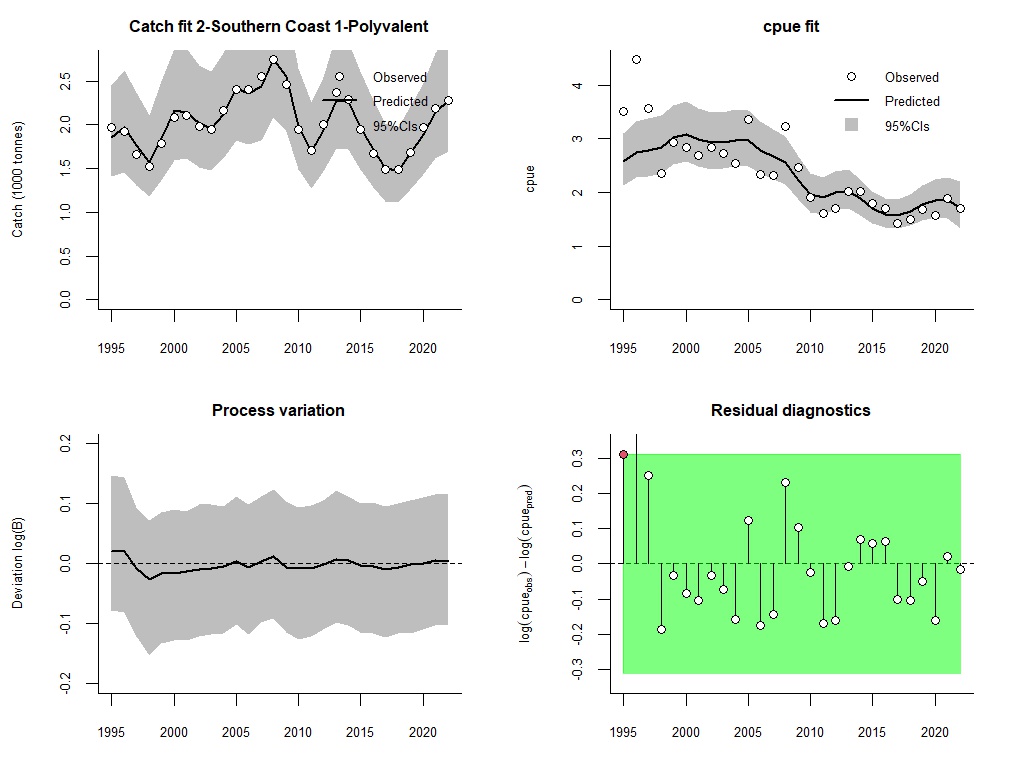 Catch fit 2-Southern Coast 1-Polyvalent
Catch (1000 tonnes)
2.5
2.0
1.5
1.0
0.5
0.0
Observed
Predicted
95%CIs
1995 2000 2005 2010 2015 2020
cpue fit
cpue
4
3
2
1
0
Observed
Predicted
95%CIs
1995 2000 2005 2010 2015 2020
Process variation
Deviation log(B)
0.2
0.1
0.0
-0.1
-0.2
1995 2000 2005 2010 2015 2020
Residual diagnostics
log(cpueobs) − log(cpuepred)
0.3
0.2
0.1
0.0
-0.1
-0.2
-0.3
1995 2000 2005 2010 2015 2020